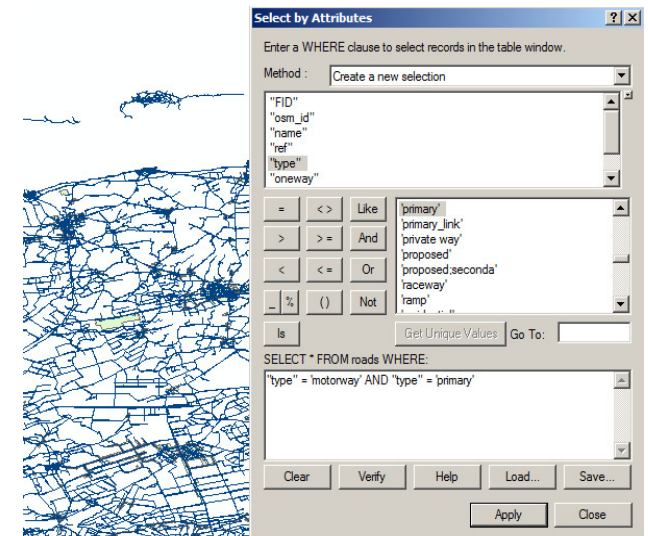 Select by Attributes
Enter a WHERE clause to select records in the table window.
Method : Create a new selection
"FID"
"osm_id"
"name"
"ref"
"type"
"oneway"
= <> Like
> >= And
< <= Or
_ % () Not
Is
'primary'
'primary_link'
'private way'
'proposed'
'proposed;seconda'
'raceway'
'ramp'
Get Unique Values Go To:
SELECT * FROM roads WHERE:
"type" = 'motorway' AND "type" = 'primary'
Clear Verify Help Load... Save...
Apply Close